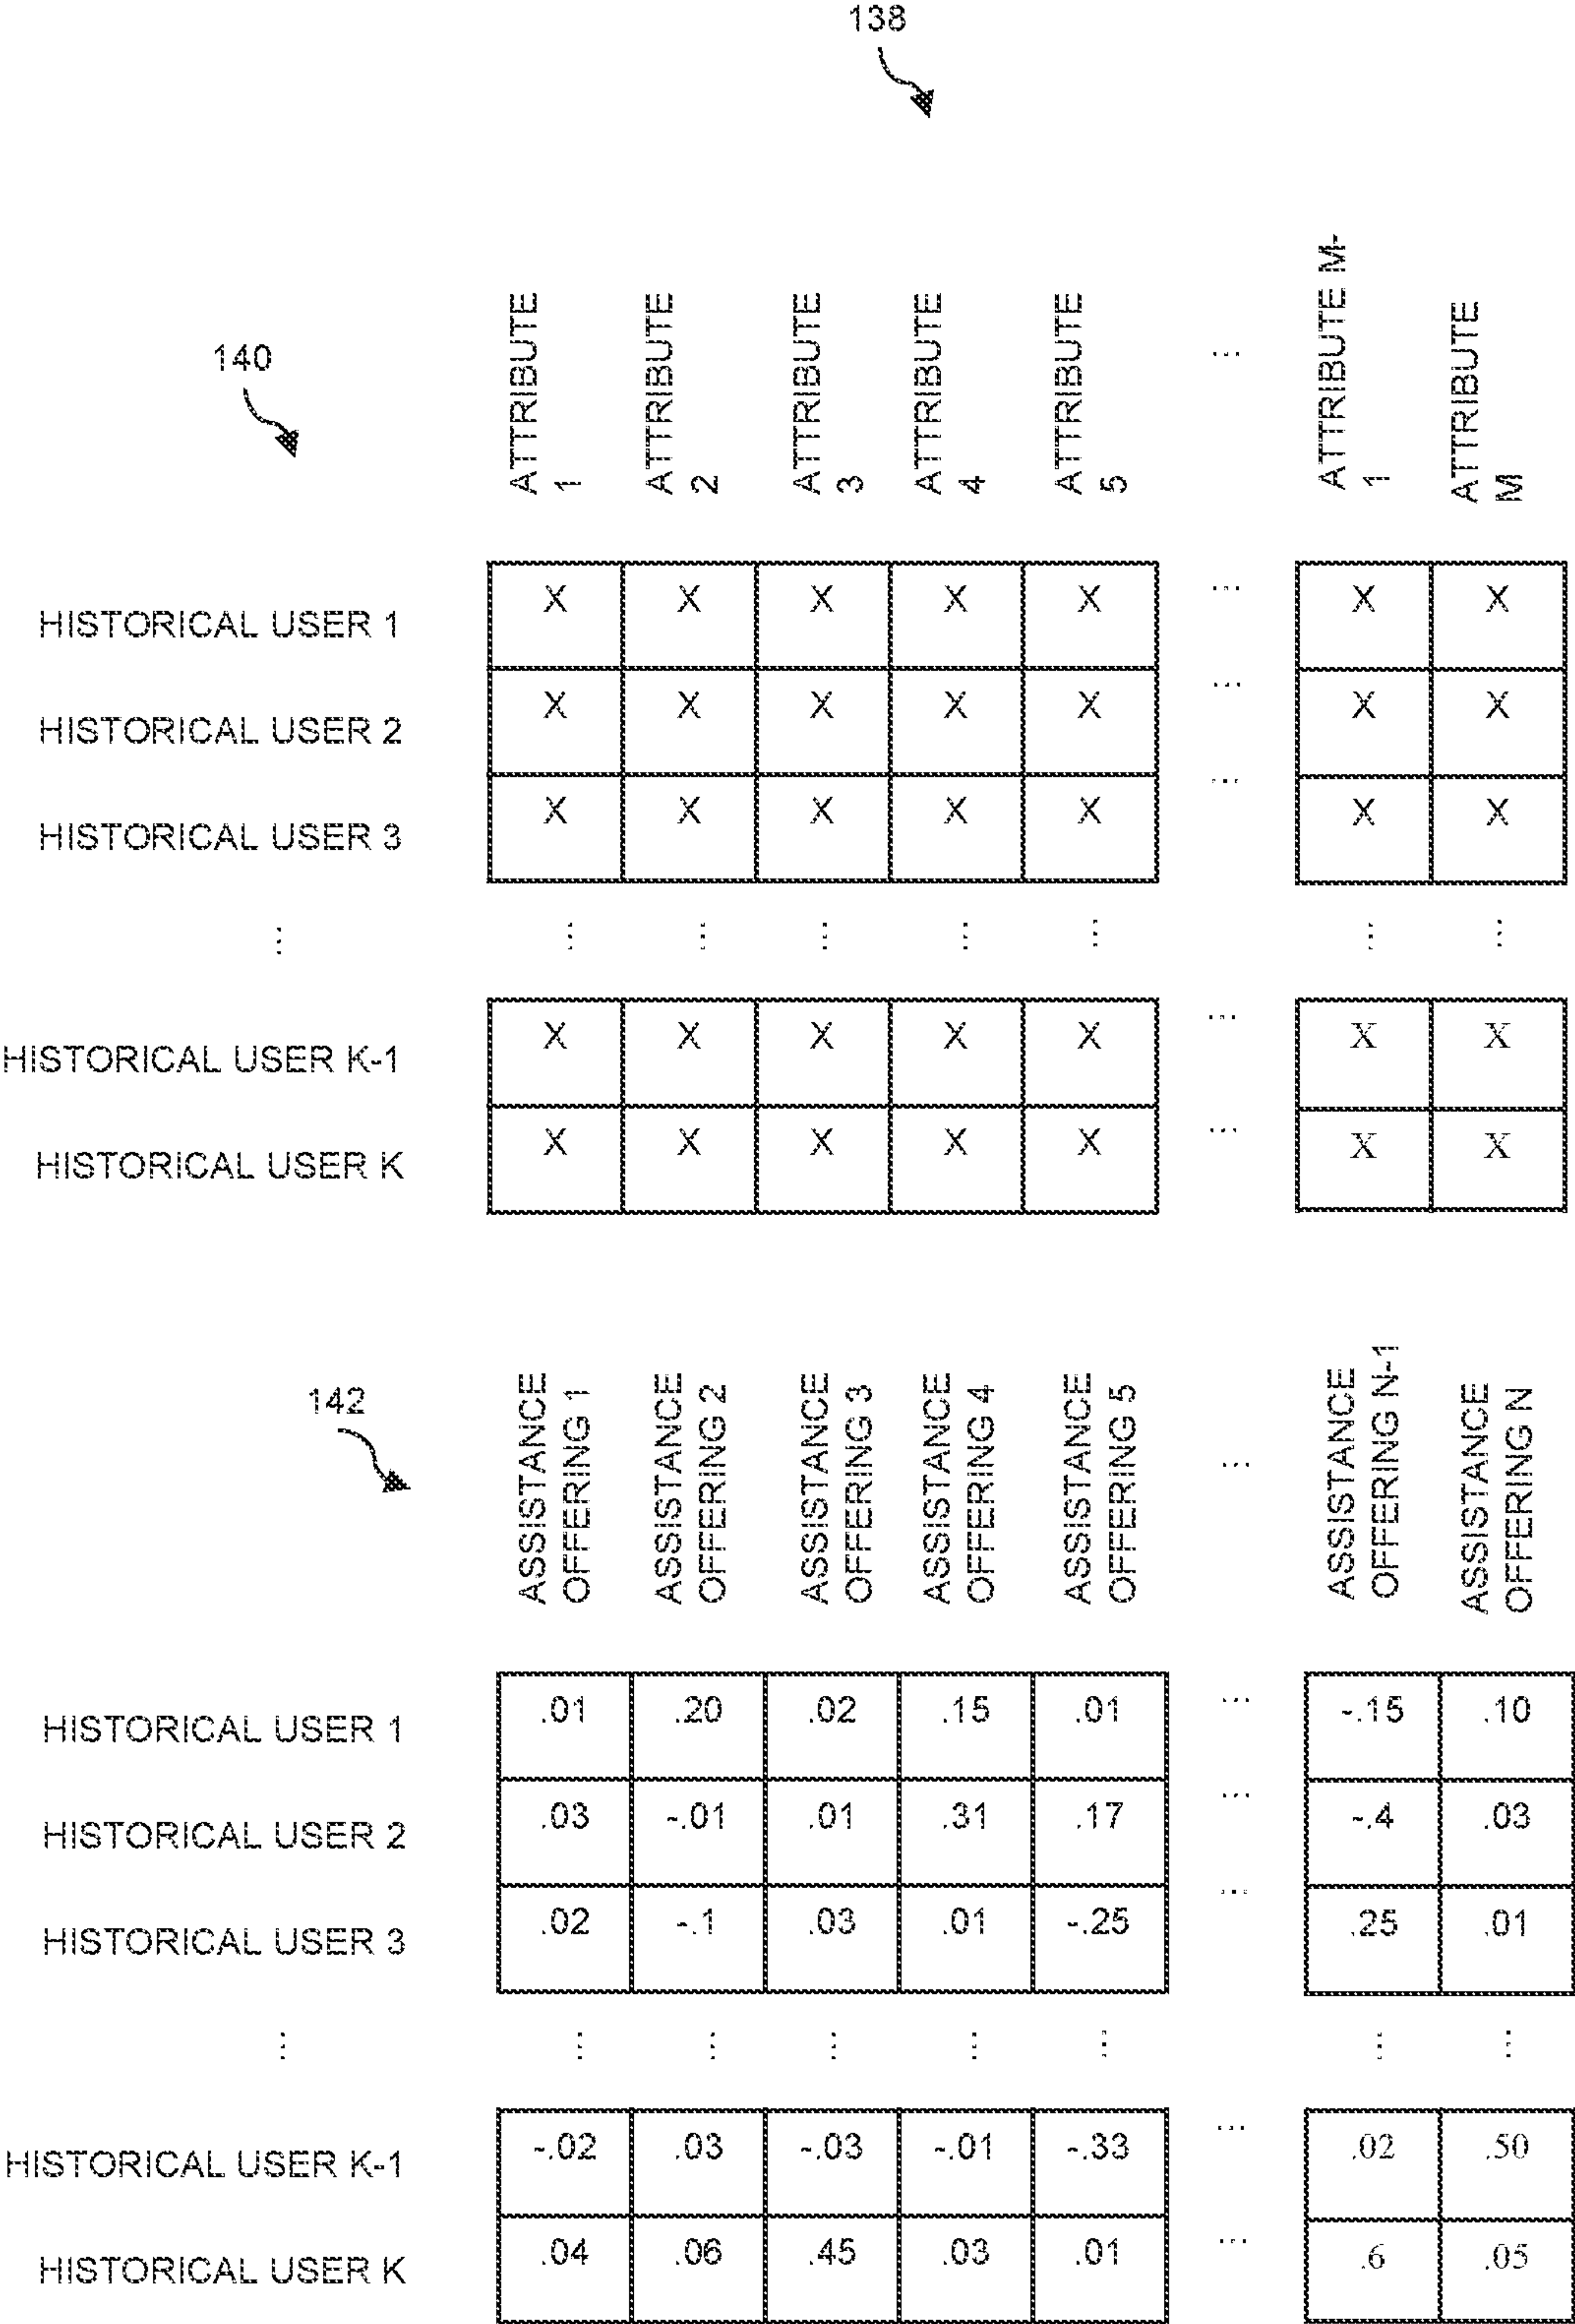 138
140
ATTRIBUTE 1
ATTRIBUTE 2
ATTRIBUTE 3
ATTRIBUTE 4
ATTRIBUTE 5
...
ATTRIBUTE M-1
ATTRIBUTE M
HISTORICAL USER 1 X X X X X ... X X
HISTORICAL USER 2 X X X X X ... X X
HISTORICAL USER 3 X X X X X ... X X
... ... ... ... ... ... ... ...
HISTORICAL USER K-1 X X X X X ... X X
HISTORICAL USER K X X X X X ... X X
142
ASSISTANCE OFFERING 1
ASSISTANCE OFFERING 2
ASSISTANCE OFFERING 3
ASSISTANCE OFFERING 4
ASSISTANCE OFFERING 5
...
ASSISTANCE OFFERING N-1
ASSISTANCE OFFERING N
HISTORICAL USER 1 .01 .20 .02 .15 .01 ... -.15 .10
HISTORICAL USER 2 .03 -.01 .01 .31 .17 ... -.4 .03
HISTORICAL USER 3 .02 -.1 .03 .01 -.25 ... .25 .01
... ... ... ... ... ... ... ...
HISTORICAL USER K-1 -.02 .03 -.03 -.01 -.33 ... .02 .50
HISTORICAL USER K .04 .06 .45 .03 .01 ... .6 .05